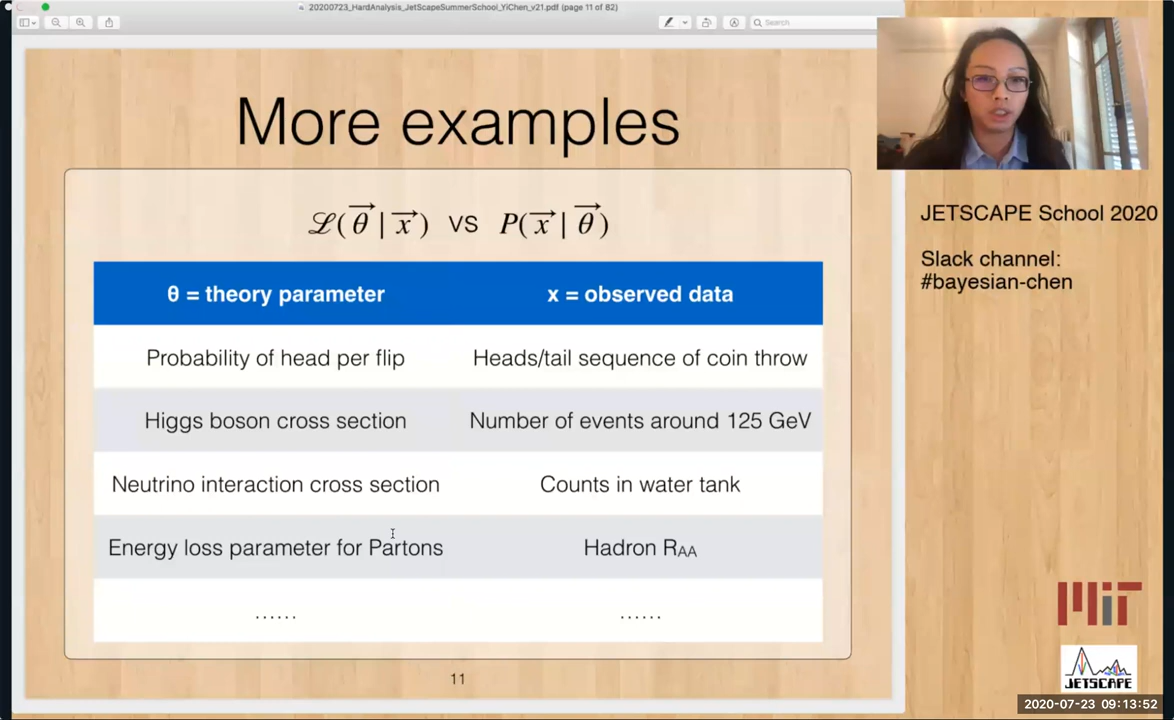 20200723_HardAnalysis_JetScapeSummerSchool_YiChen_v21.pdf (page 11 of 82)
Search
More examples
ℒ(θ⃗ | x⃗) vs P(x⃗ | θ⃗)
θ = theory parameter x = observed data
Probability of head per flip Heads/tail sequence of coin throw
Higgs boson cross section Number of events around 125 GeV
Neutrino interaction cross section Counts in water tank
Energy loss parameter for Partons Hadron RAA
...... ......
11
JETSCAPE School 2020
Slack channel:
#bayesian-chen
MIT
JETSCAPE
2020-07-23 09:13:52